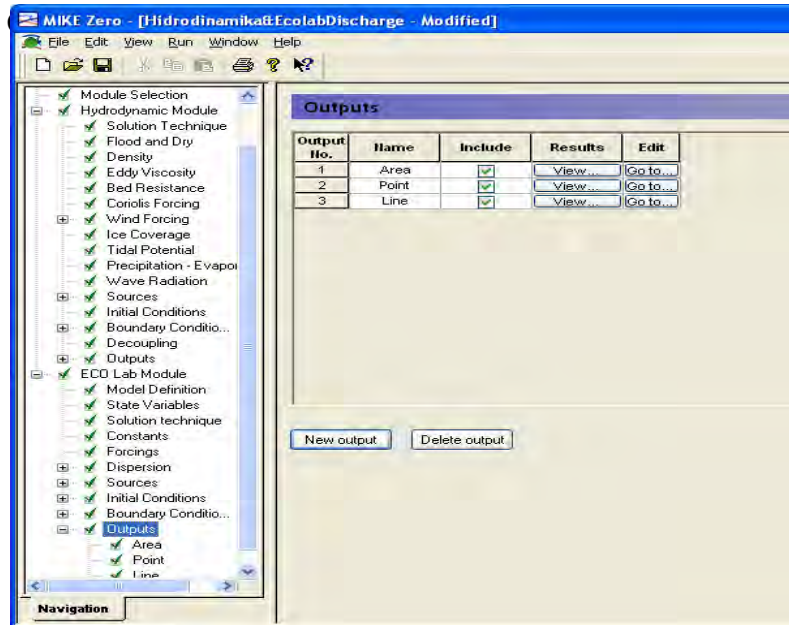 MIKE Zero - [Hidrodinamika&EcolabDischarge - Modified]
File Edit View Run Window Help
Module Selection
Hydrodynamic Module
Solution Technique
Flood and Dry
Density
Eddy Viscosity
Bed Resistance
Coriolis Forcing
Wind Forcing
Ice Coverage
Tidal Potential
Precipitation - Evapor
Wave Radiation
Sources
Initial Conditions
Boundary Conditio...
Decoupling
Outputs
ECO Lab Module
Model Definition
State Variables
Solution technique
Constants
Forcings
Dispersion
Sources
Initial Conditions
Boundary Conditio...
Outputs
Area
Point
Line
Navigation
Outputs
Output No. Name Include Results Edit
1 Area View... Go to...
2 Point View... Go to...
3 Line View... Go to...
New output Delete output